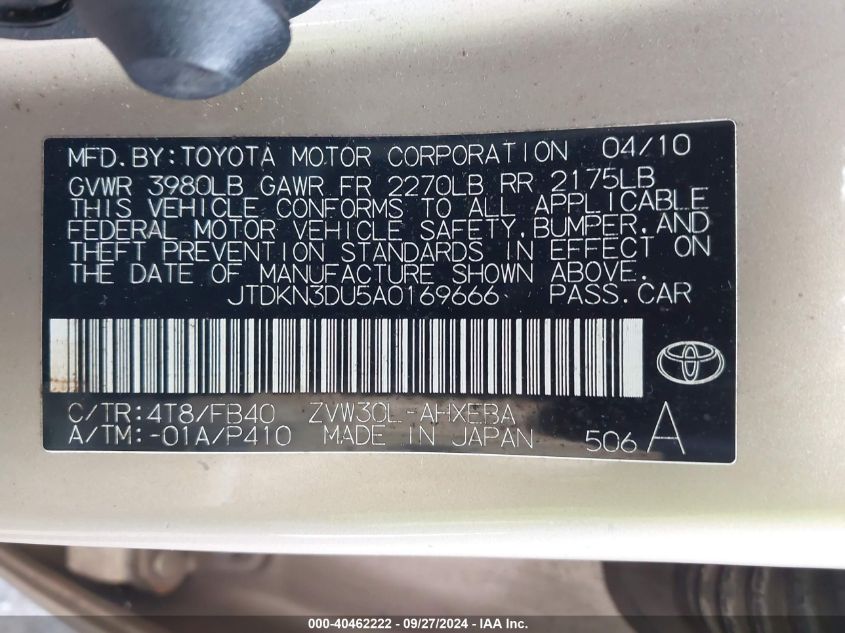 MFD.BY:TOYOTA MOTOR CORPORATION 04/10
GVWR 3980LB GAWR FR 2270LB RR 2175LB
THIS VEHICLE CONFORMS TO ALL APPLICABLE
FEDERAL MOTOR VEHICLE SAFETY,BUMPER,AND
THEFT PREVENTION STANDARDS IN EFFECT ON
THE DATE OF MANUFACTURE SHOWN ABOVE.
JTDKN3DU5A0169666 PASS.CAR
C/TR:4T8/FB40 ZVW30L-AHXEBA
A/TM:-01A/P410 MADE IN JAPAN 506 A
000-40462222 - 09/27/2024 - IAA Inc.